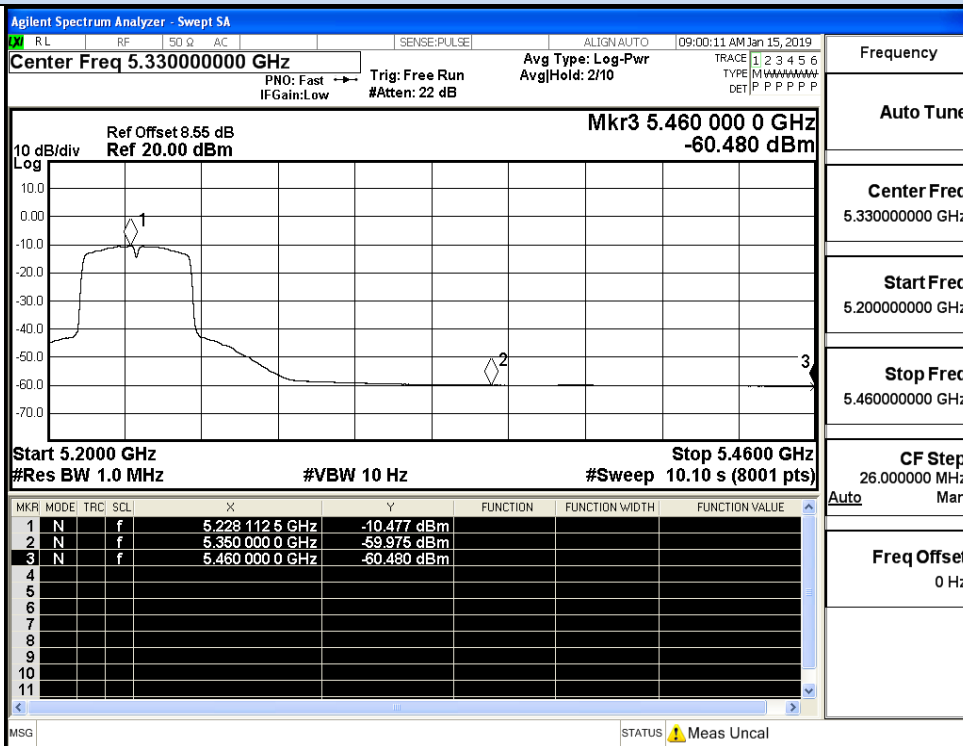 Agilent Spectrum Analyzer - Swept SA
LXI RL RF 50 Ω AC SENSE:PULSE ALIGN AUTO 09:00:11 AM Jan 15, 2019
Center Freq 5.330000000 GHz
PNO: Fast
IFGain:Low
Trig: Free Run
#Atten: 22 dB
Avg Type: Log-Pwr
Avg|Hold: 2/10
TRACE 1 2 3 4 5 6
TYPE M WWWWW
DET P P P P P P
Mkr3 5.460 000 0 GHz
-60.480 dBm
Ref Offset 8.55 dB
10 dB/div Ref 20.00 dBm
Log
10.0
0.00
-10.0
-20.0
-30.0
-40.0
-50.0
-60.0
-70.0
1
2
3
Start 5.2000 GHz Stop 5.4600 GHz
#Res BW 1.0 MHz #VBW 10 Hz #Sweep 10.10 s (8001 pts)
MKR MODE TRC SCL X Y FUNCTION FUNCTION WIDTH FUNCTION VALUE
1 N f 5.228 112 5 GHz -10.477 dBm
2 N f 5.350 000 0 GHz -59.975 dBm
3 N f 5.460 000 0 GHz -60.480 dBm
4
5
6
7
8
9
10
11
MSG STATUS Meas Uncal
Frequency
Auto Tune
Center Freq
5.330000000 GHz
Start Freq
5.200000000 GHz
Stop Freq
5.460000000 GHz
CF Step
26.000000 MHz
Auto Man
Freq Offset
0 Hz